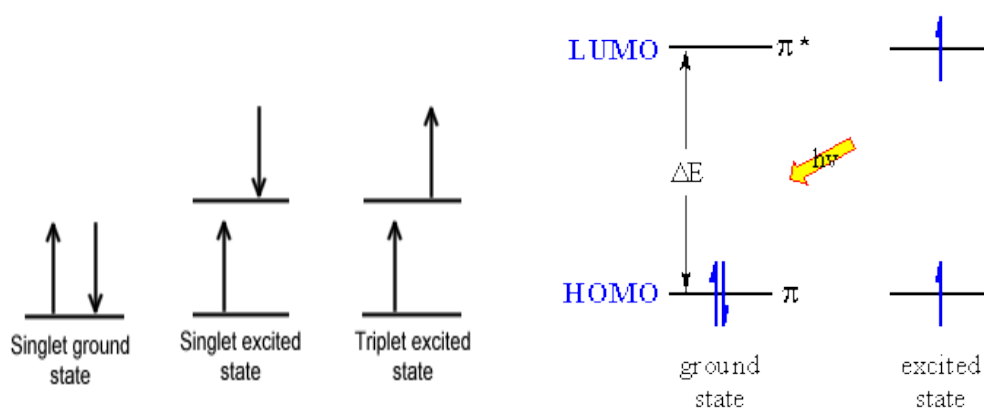 Singlet ground
state
Singlet excited
state
Triplet excited
state
LUMO
π*
hν
ΔE
HOMO
π
ground
state
excited
state